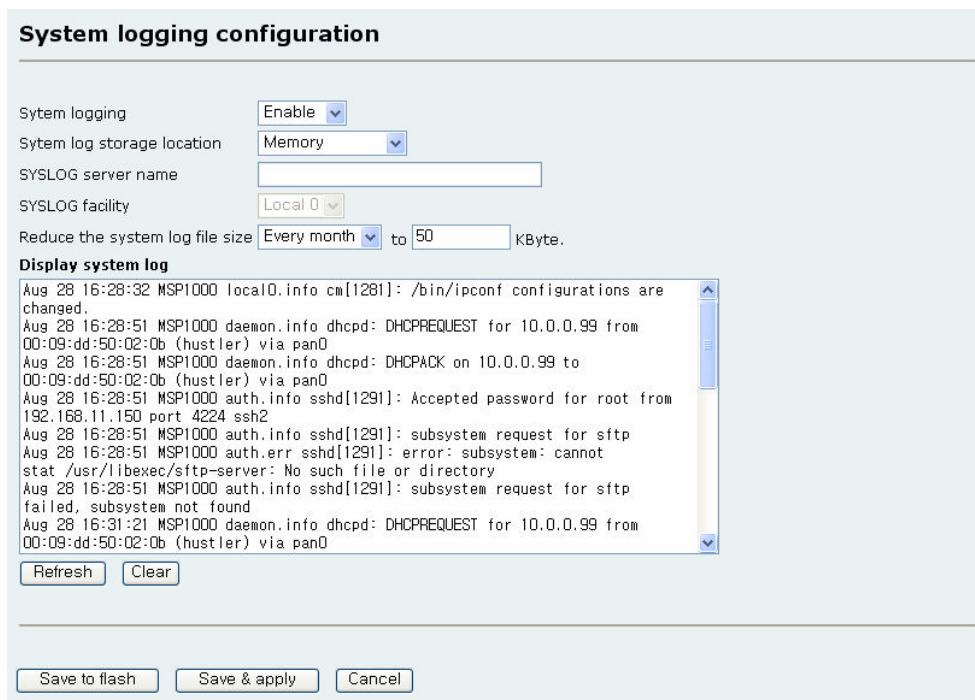 System logging configuration
Sytem logging Enable
Sytem log storage location Memory
SYSLOG server name
SYSLOG facility Local 0
Reduce the system log file size Every month to 50 KByte.
Display system log
Aug 28 16:28:32 MSP1000 local0.info cm[1281]: /bin/ipconf configurations are
changed.
Aug 28 16:28:51 MSP1000 daemon.info dhcpd: DHCPREQUEST for 10.0.0.99 from
00:09:dd:50:02:0b (hustler) via pan0
Aug 28 16:28:51 MSP1000 daemon.info dhcpd: DHCPACK on 10.0.0.99 to
00:09:dd:50:02:0b (hustler) via pan0
Aug 28 16:28:51 MSP1000 auth.info sshd[1291]: Accepted password for root from
192.168.11.150 port 4224 ssh2
Aug 28 16:28:51 MSP1000 auth.info sshd[1291]: subsystem request for sftp
Aug 28 16:28:51 MSP1000 auth.err sshd[1291]: error: subsystem: cannot
stat /usr/libexec/sftp-server: No such file or directory
Aug 28 16:28:51 MSP1000 auth.info sshd[1291]: subsystem request for sftp
failed, subsystem not found
Aug 28 16:31:21 MSP1000 daemon.info dhcpd: DHCPREQUEST for 10.0.0.99 from
00:09:dd:50:02:0b (hustler) via pan0
Refresh Clear
Save to flash Save & apply Cancel